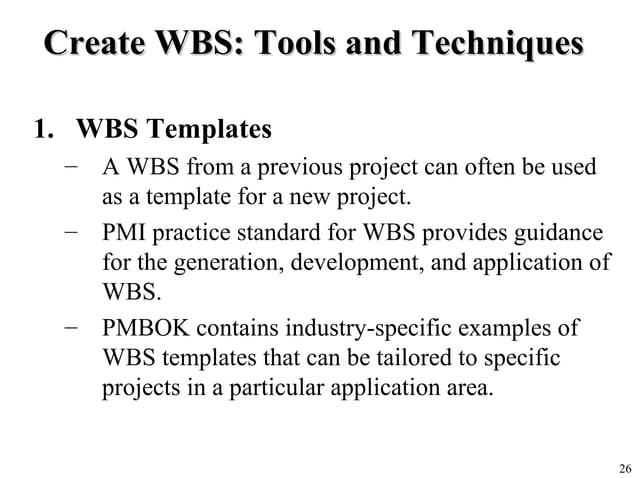 Create WBS: Tools and Techniques
1. WBS Templates
– A WBS from a previous project can often be used
as a template for a new project.
– PMI practice standard for WBS provides guidance
for the generation, development, and application of
WBS.
– PMBOK contains industry-specific examples of
WBS templates that can be tailored to specific
projects in a particular application area.
26